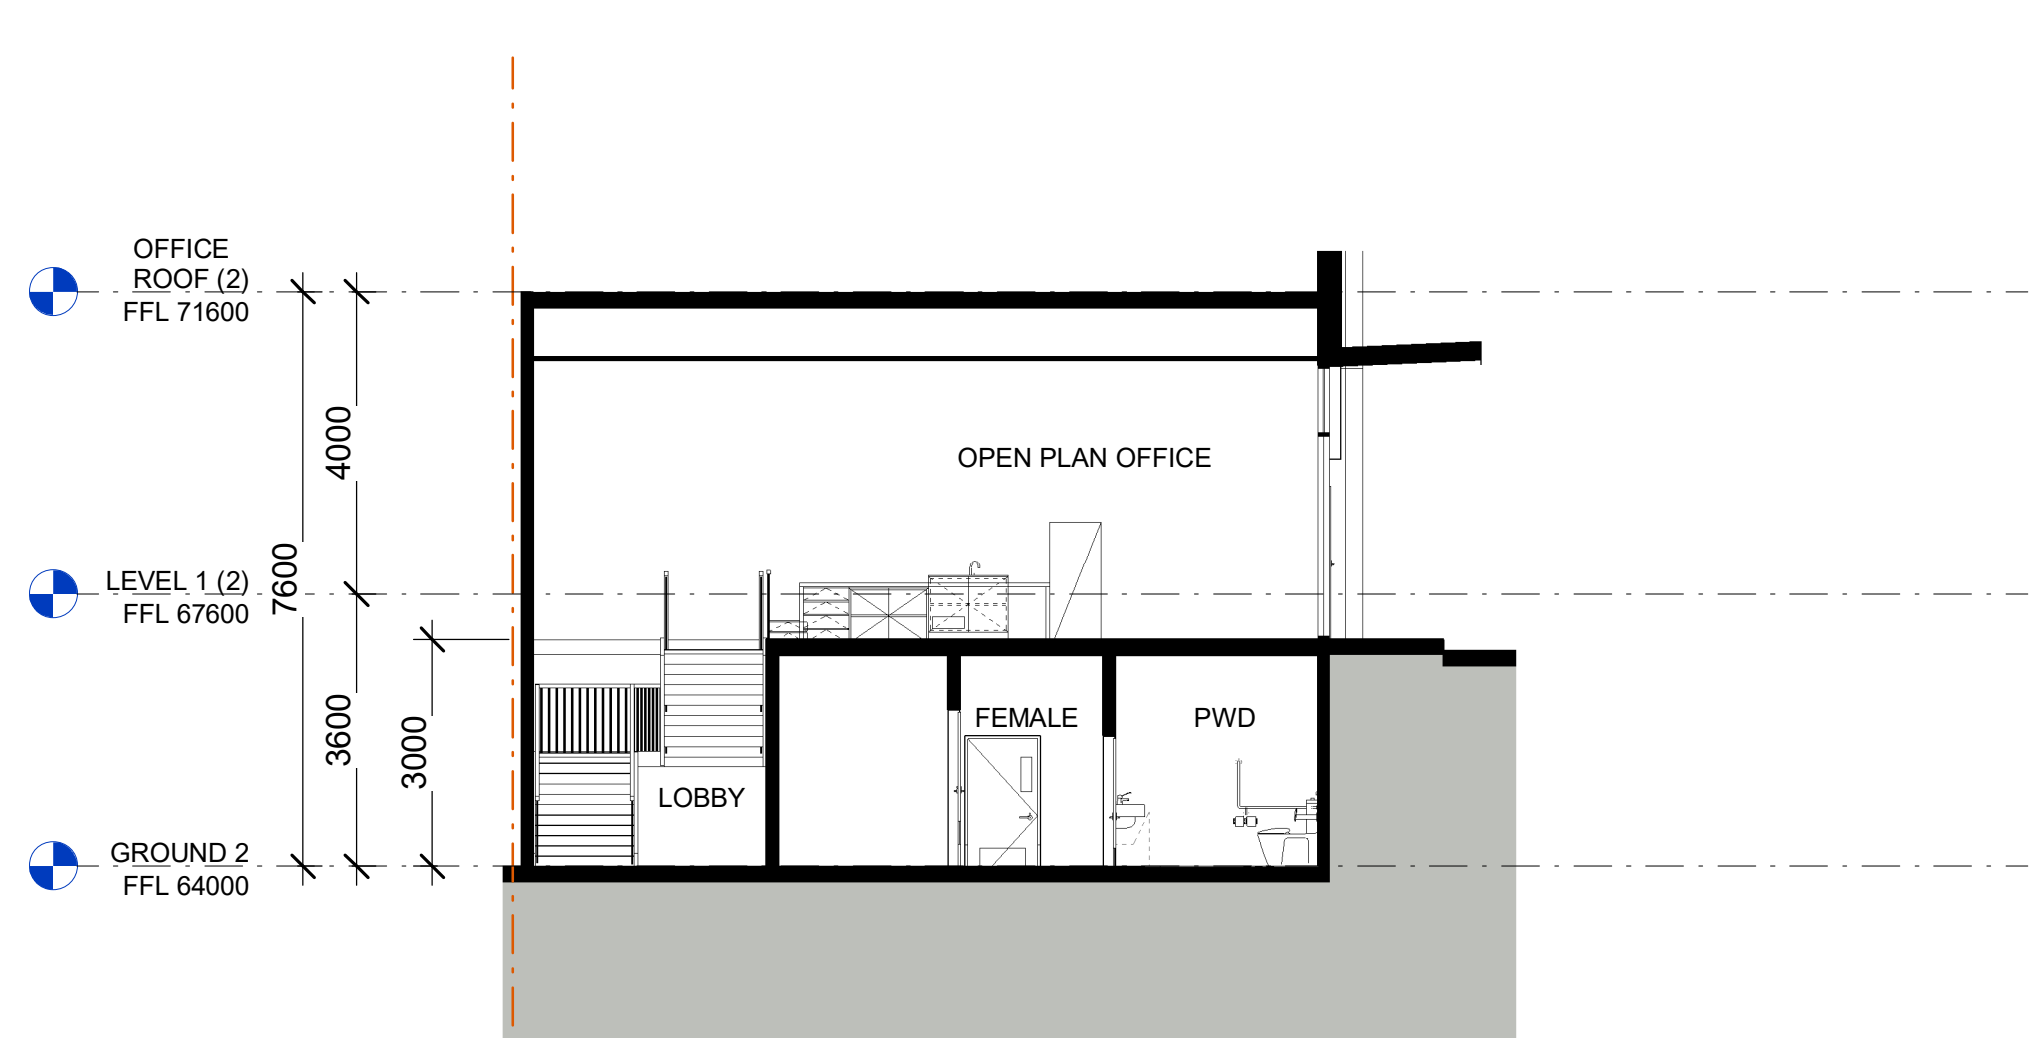 OFFICE
ROOF (2)
FFL 71600
4000
OPEN PLAN OFFICE
7600
LEVEL 1 (2)
FFL 67600
3600
3000
FEMALE
PWD
LOBBY
GROUND 2
FFL 64000